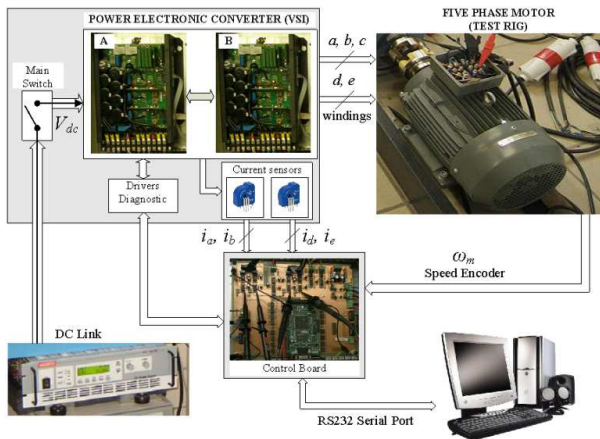 POWER ELECTRONIC CONVERTER (VSI)
FIVE PHASE MOTOR
(TEST RIG)
Main
Switch
A
B
a, b, c
d, e
windings
Vdc
Drivers
Diagnostic
Current sensors
ia, ib
id, ie
ωm
Speed Encoder
DC Link
Control Board
RS232 Serial Port